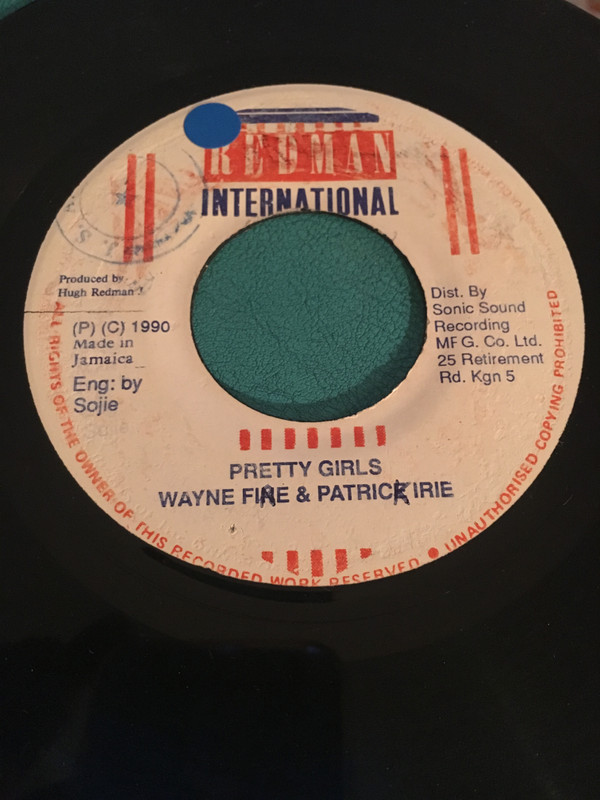 REDMAN
INTERNATIONAL
Produced by
Hugh Redman J.
(P) (C) 1990
Made in
Jamaica
Eng: by
Sojie
Dist. By
Sonic Sound
Recording
MFG. Co. Ltd.
25 Retirement
Rd. Kgn 5
PRETTY GIRLS
WAYNE FIRE & PATRICK IRIE
ALL RIGHTS OF THE OWNER OF THIS RECORDED WORK RESERVED ● UNAUTHORISED COPYING PROHIBITED